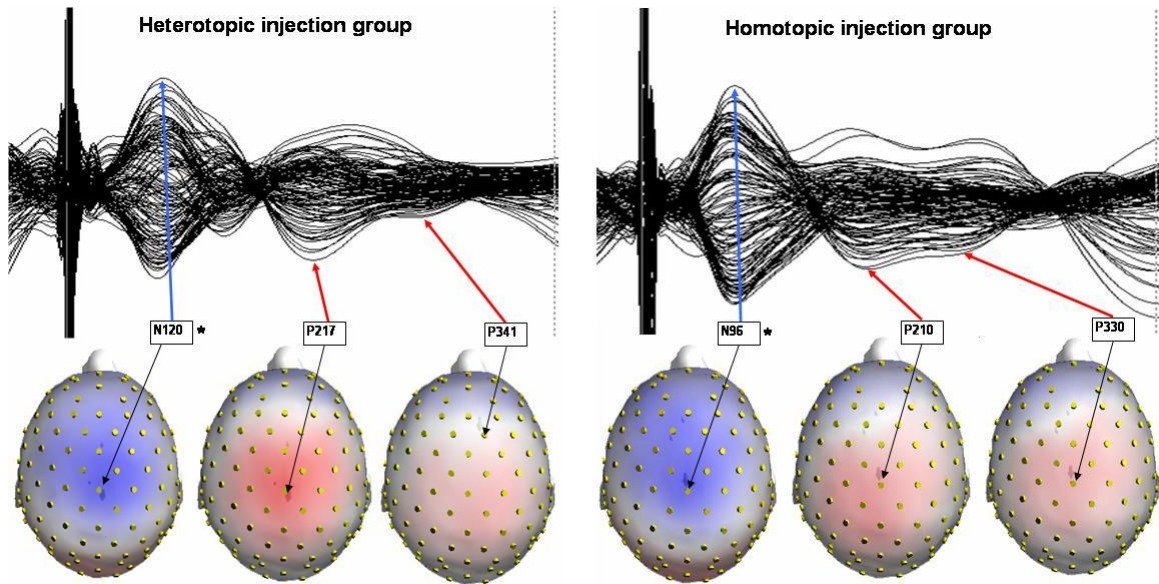 Heterotopic injection group
Homotopic injection group
N120 *
P217
P341
N96 *
P210
P330